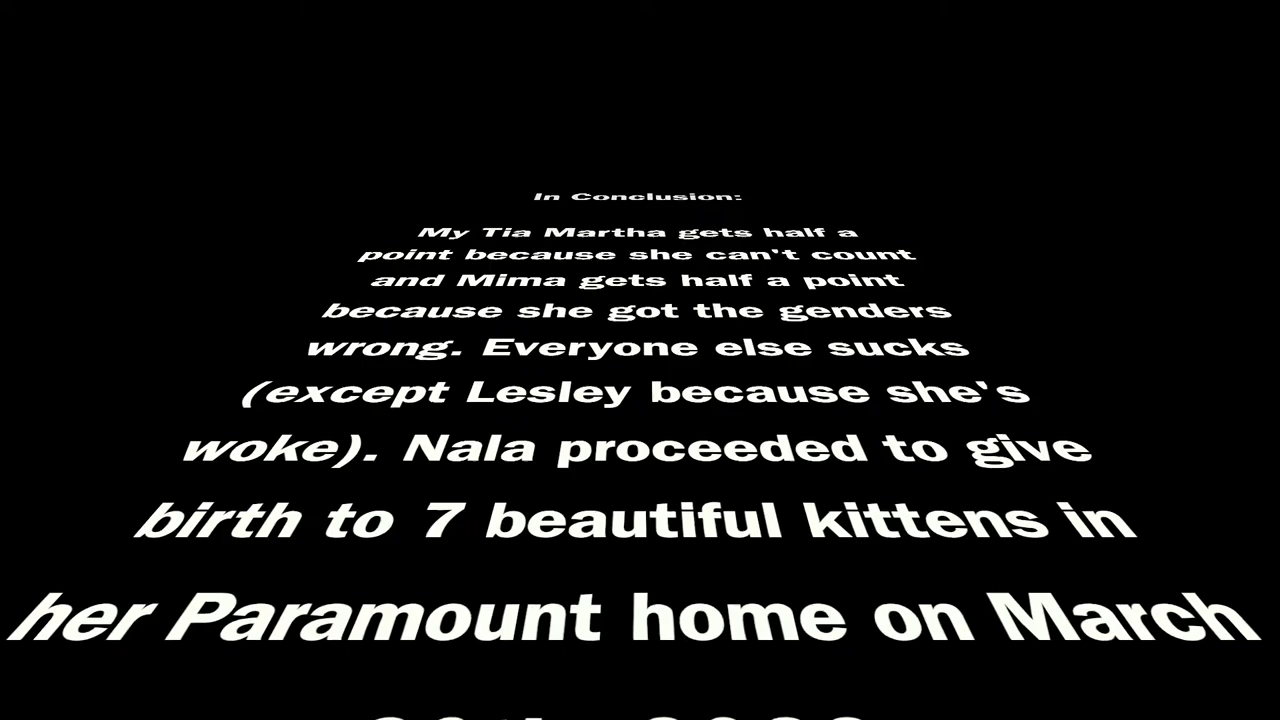 In Conclusion:
My Tia Martha gets half a
point because she can't count
and Mima gets half a point
because she got the genders
wrong. Everyone else sucks
(except Lesley because she's
woke). Nala proceeded to give
birth to 7 beautiful kittens in
her Paramount home on March